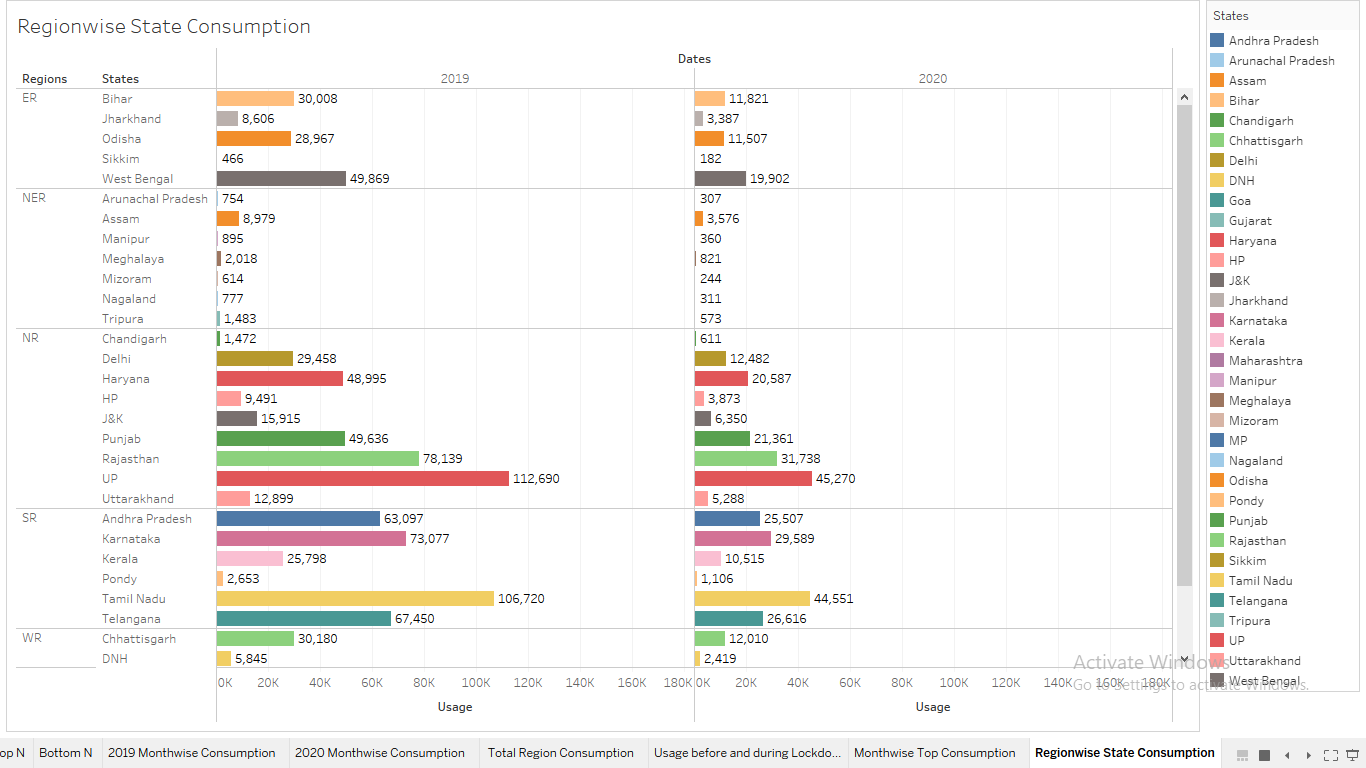 Regionwise State Consumption
Dates
Regions States 2019 2020
ER Bihar 30,008 11,821
Jharkhand 8,606 3,387
Odisha 28,967 11,507
Sikkim 466 182
West Bengal 49,869 19,902
NER Arunachal Pradesh 754 307
Assam 8,979 3,576
Manipur 895 360
Meghalaya 2,018 821
Mizoram 614 244
Nagaland 777 311
Tripura 1,483 573
NR Chandigarh 1,472 611
Delhi 29,458 12,482
Haryana 48,995 20,587
HP 9,491 3,873
J&K 15,915 6,350
Punjab 49,636 21,361
Rajasthan 78,139 31,738
UP 112,690 45,270
Uttarakhand 12,899 5,288
SR Andhra Pradesh 63,097 25,507
Karnataka 73,077 29,589
Kerala 25,798 10,515
Pondy 2,653 1,106
Tamil Nadu 106,720 44,551
Telangana 67,450 26,616
WR Chhattisgarh 30,180 12,010
DNH 5,845 2,419
0K 20K 40K 60K 80K 100K 120K 140K 160K 180K 0K 20K 40K 60K 80K 100K 120K 140K 160K 180K
Usage Usage
States
Andhra Pradesh
Arunachal Pradesh
Assam
Bihar
Chandigarh
Chhattisgarh
Delhi
DNH
Goa
Gujarat
Haryana
HP
J&K
Jharkhand
Karnataka
Kerala
Maharashtra
Manipur
Meghalaya
Mizoram
MP
Nagaland
Odisha
Pondy
Punjab
Rajasthan
Sikkim
Tamil Nadu
Telangana
Tripura
UP
Uttarakhand
West Bengal
Activate Windows
Go to Settings to activate Windows.
op N Bottom N 2019 Monthwise Consumption 2020 Monthwise Consumption Total Region Consumption Usage before and during Lockdo... Monthwise Top Consumption Regionwise State Consumption